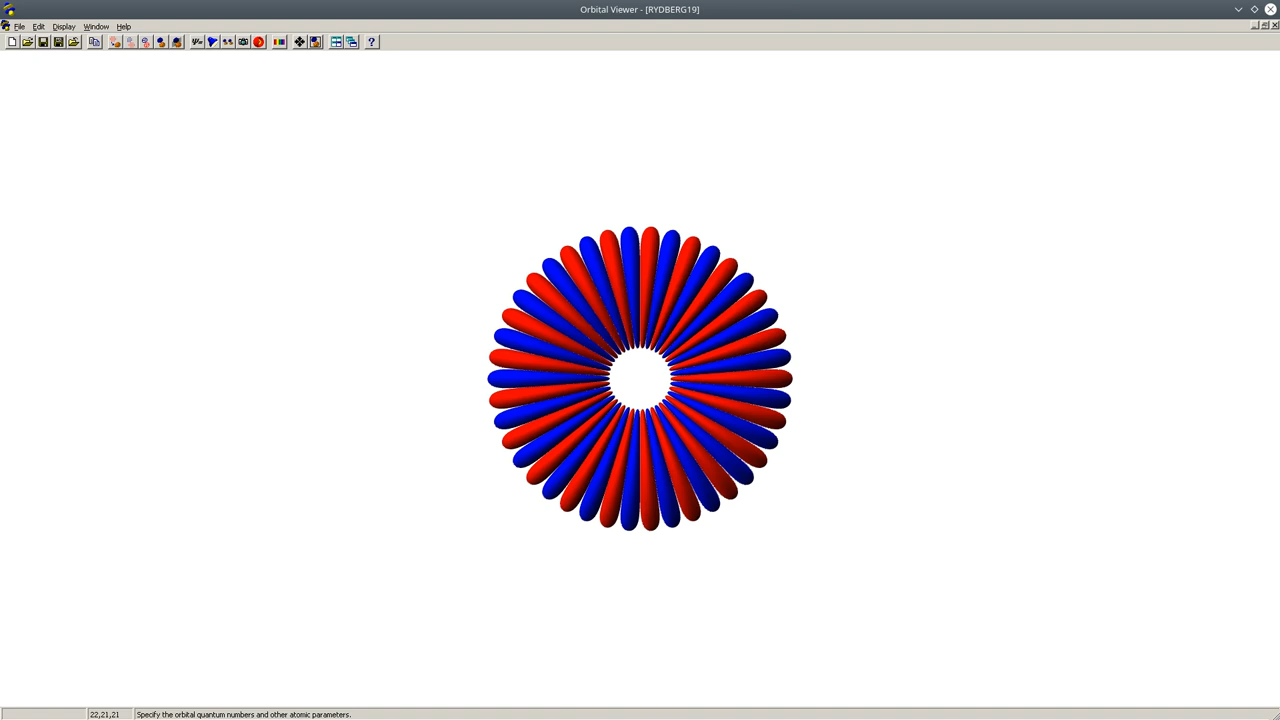 Orbital Viewer - [RYDBERG19]
File Edit Display Window Help
?
22,21,21 Specify the orbital quantum numbers and other atomic parameters.